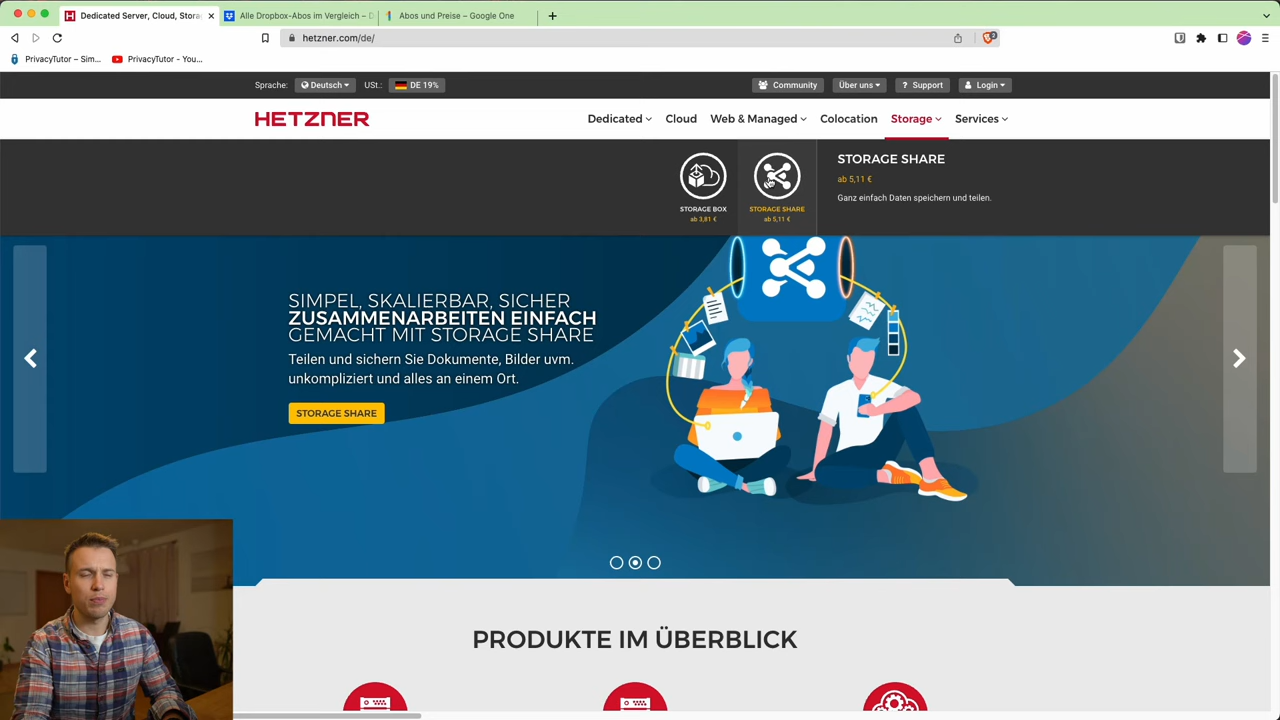 Dedicated Server, Cloud, Stora
Alle Dropbox-Abos im Vergleich – D
Abos und Preise – Google One
hetzner.com/de/
2
PrivacyTutor – Sim...
PrivacyTutor - You...
Sprache:
Deutsch
USt.:
DE 19%
Community
Über uns
? Support
Login
HETZNER
Dedicated
Cloud
Web & Managed
Colocation
Storage
Services
STORAGE BOX
ab 3,81 €
STORAGE SHARE
ab 5,11 €
STORAGE SHARE
ab 5,11 €
Ganz einfach Daten speichern und teilen.
SIMPEL, SKALIERBAR, SICHER
ZUSAMMENARBEITEN EINFACH
GEMACHT MIT STORAGE SHARE
Teilen und sichern Sie Dokumente, Bilder uvm.
unkompliziert und alles an einem Ort.
STORAGE SHARE
PRODUKTE IM ÜBERBLICK